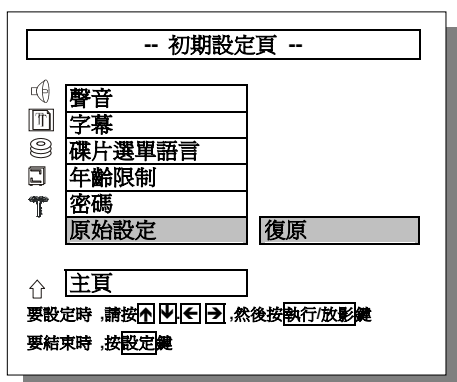 -- 初期設定頁 --
聲音
字幕
碟片選單語言
年齡限制
密碼
原始設定 復原
主頁
要設定時 ,請按↑ ↓,← → ,然後按執行/放影鍵
要結束時 ,按設定鍵